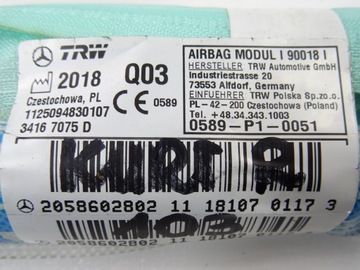 TRW
2018 Q03
Czestochowa, PL
1125094830107
3416 7075 D
0589
AIRBAG MODUL I 90018 I
HERSTELLER TRW Automotive GmbH
Industriestrasse 20
73553 Alfdorf, Germany
EINFUEHRER TRW Polska Sp.zo.o.
PL-42-200 Czestochowa (Poland)
Tel. +48.34.343.1003
0589-P1-0051
KURT A
2058602802 11 18107 0117 3